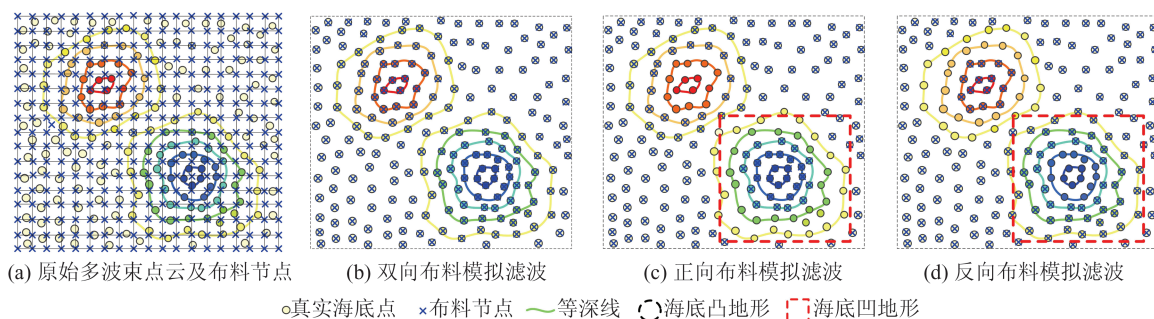 (a) 原始多波束点云及布料节点
(b) 双向布料模拟滤波
(c) 正向布料模拟滤波
(d) 反向布料模拟滤波
真实海底点 布料节点 等深线 海底凸地形 海底凹地形